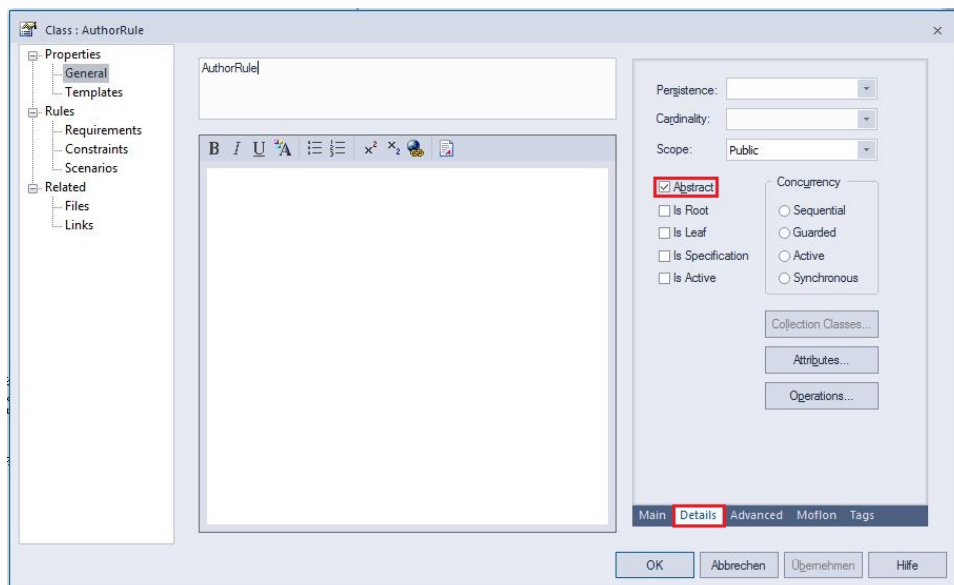 Class : AuthorRule
Properties
General
Templates
Rules
Requirements
Constraints
Scenarios
Related
Files
Links
AuthorRule
B I U A x² x₂
Persistence:
Cardinality:
Scope: Public
Abstract
Is Root
Is Leaf
Is Specification
Is Active
Concurrency
Sequential
Guarded
Active
Synchronous
Collection Classes...
Attributes...
Operations...
Main Details Advanced Moflon Tags
OK Abbrechen Übernehmen Hilfe